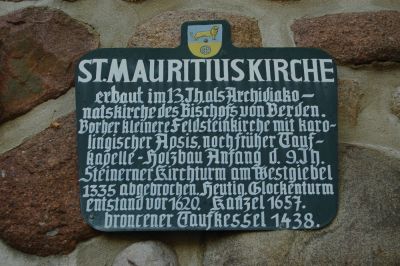 ST. MAURITIUSKIRCHE
erbaut im 13. Jh. als Archidiako-
natskirche des Bischofs von Verden.
Vorher kleinere Feldsteinkirche mit karo-
lingischer Apsis, noch früher Tauf-
kapelle - Holzbau Anfang d. 9. Jh.
Steinerner Kirchturm am Westgiebel
1335 abgebrochen. Heutig. Glockenturm
entstand vor 1620. Kanzel 1657.
broncener Taufkessel 1438.